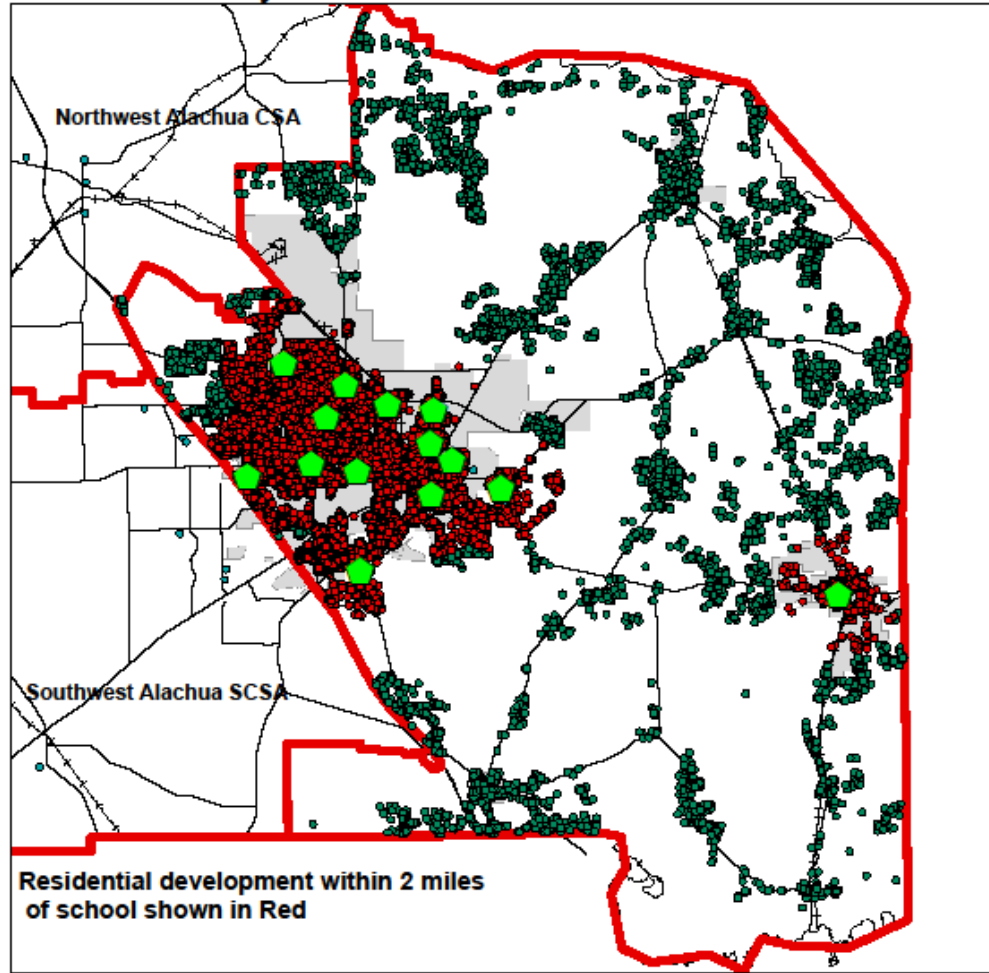 Northwest Alachua CSA
Southwest Alachua SCSA
Residential development within 2 miles
of school shown in Red